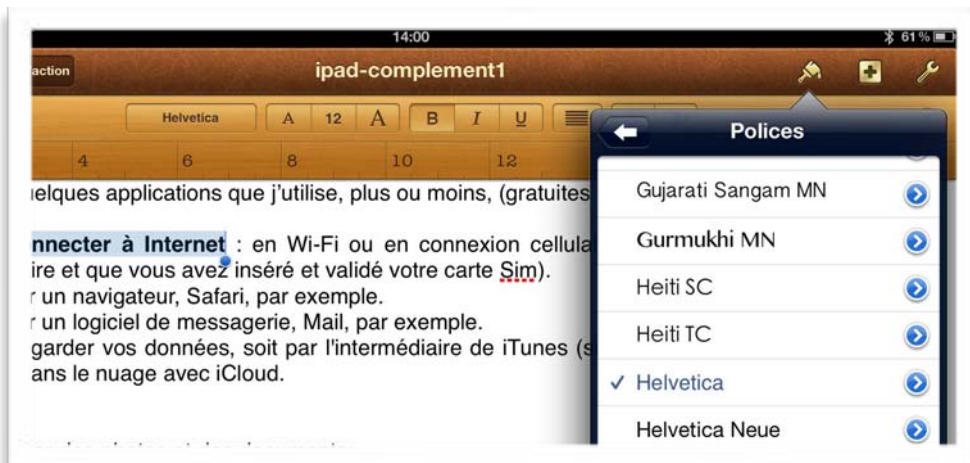 14:00
61 %
action
ipad-complement1
Helvetica
A 12 A B I U
4 6 8 10 12
uelques applications que j'utilise, plus ou moins, (gratuites
nnecter à Internet : en Wi-Fi ou en connexion cellula
ire et que vous avez inséré et validé votre carte Sim).
r un navigateur, Safari, par exemple.
r un logiciel de messagerie, Mail, par exemple.
garder vos données, soit par l'intermédiaire de iTunes (s
ans le nuage avec iCloud.
Polices
Gujarati Sangam MN
Gurmukhi MN
Heiti SC
Heiti TC
Helvetica
Helvetica Neue